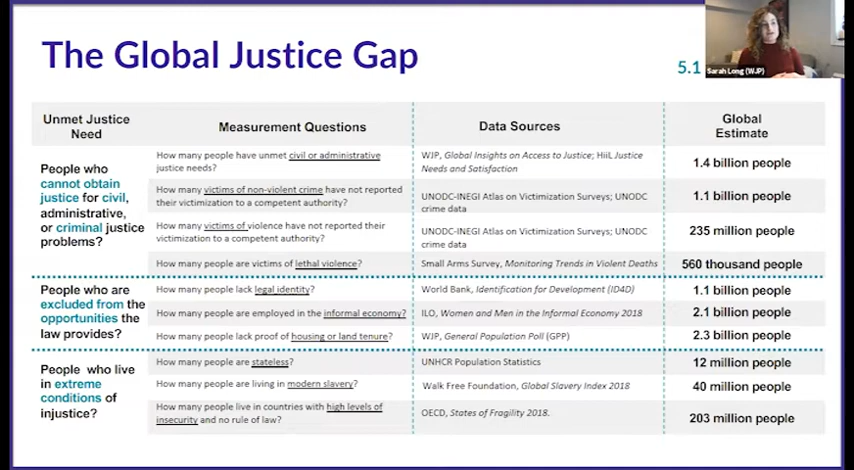 The Global Justice Gap
5.1
Sarah Long (WJP)
Unmet Justice
Need
Measurement Questions
Data Sources
Global
Estimate
People who
cannot obtain
justice for civil,
administrative,
or criminal justice
problems?
How many people have unmet civil or administrative
justice needs?
WJP, Global Insights on Access to Justice; HiiL Justice
Needs and Satisfaction
1.4 billion people
How many victims of non-violent crime have not reported
their victimization to a competent authority?
UNODC-INEGI Atlas on Victimization Surveys; UNODC
crime data
1.1 billion people
How many victims of violence have not reported their
victimization to a competent authority?
UNODC-INEGI Atlas on Victimization Surveys; UNODC
crime data
235 million people
How many people are victims of lethal violence?
Small Arms Survey, Monitoring Trends in Violent Deaths
560 thousand people
People who are
excluded from the
opportunities the
law provides?
How many people lack legal identity?
World Bank, Identification for Development (ID4D)
1.1 billion people
How many people are employed in the informal economy?
ILO, Women and Men in the Informal Economy 2018
2.1 billion people
How many people lack proof of housing or land tenure?
WJP, General Population Poll (GPP)
2.3 billion people
People who live
in extreme
conditions of
injustice?
How many people are stateless?
UNHCR Population Statistics
12 million people
How many people are living in modern slavery?
Walk Free Foundation, Global Slavery Index 2018
40 million people
How many people live in countries with high levels of
insecurity and no rule of law?
OECD, States of Fragility 2018.
203 million people